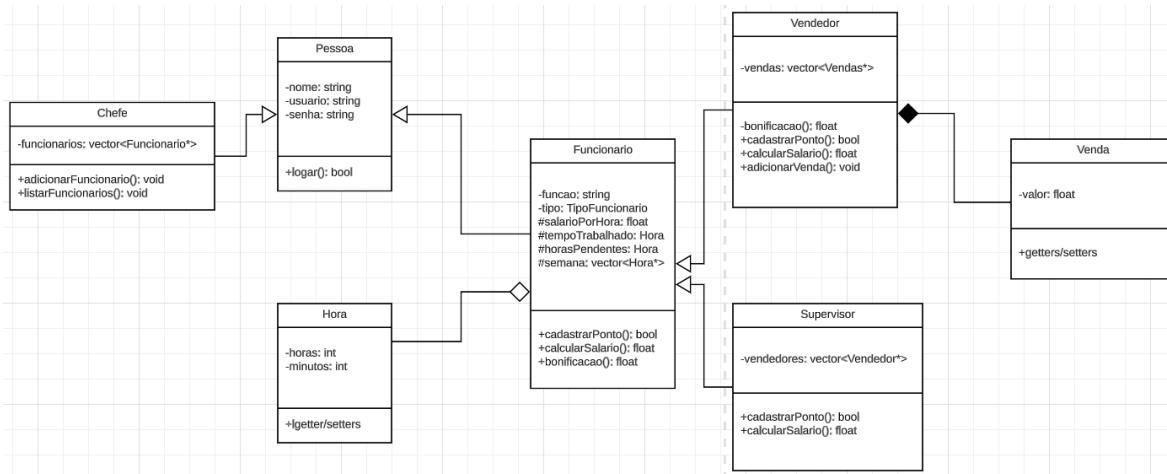 Pessoa
-nome: string
-usuario: string
-senha: string
+logar(): bool
Chefe
-funcionarios: vector<Funcionario*>
+adicionarFuncionario(): void
+listarFuncionarios(): void
Funcionario
-funcao: string
-tipo: TipoFuncionario
#salarioPorHora: float
#tempoTrabalhado: Hora
#horasPendentes: Hora
#semana: vector<Hora*>
+cadastrarPonto(): bool
+calcularSalario(): float
+bonificacao(): float
Hora
-horas: int
-minutos: int
+lgetter/setters
Vendedor
-vendas: vector<Vendas*>
-bonificacao(): float
+cadastrarPonto(): bool
+calcularSalario(): float
+adicionarVenda(): void
Venda
-valor: float
+getters/setters
Supervisor
-vendedores: vector<Vendedor*>
+cadastrarPonto(): bool
+calcularSalario(): float